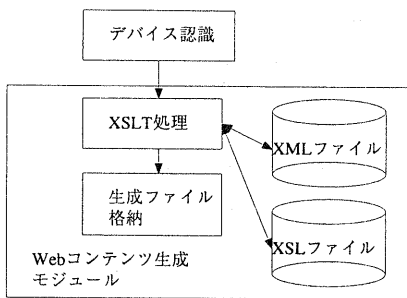 デバイス認識
XSLT処理
XMLファイル
生成ファイル
格納
XSLファイル
Webコンテンツ生成
モジュール